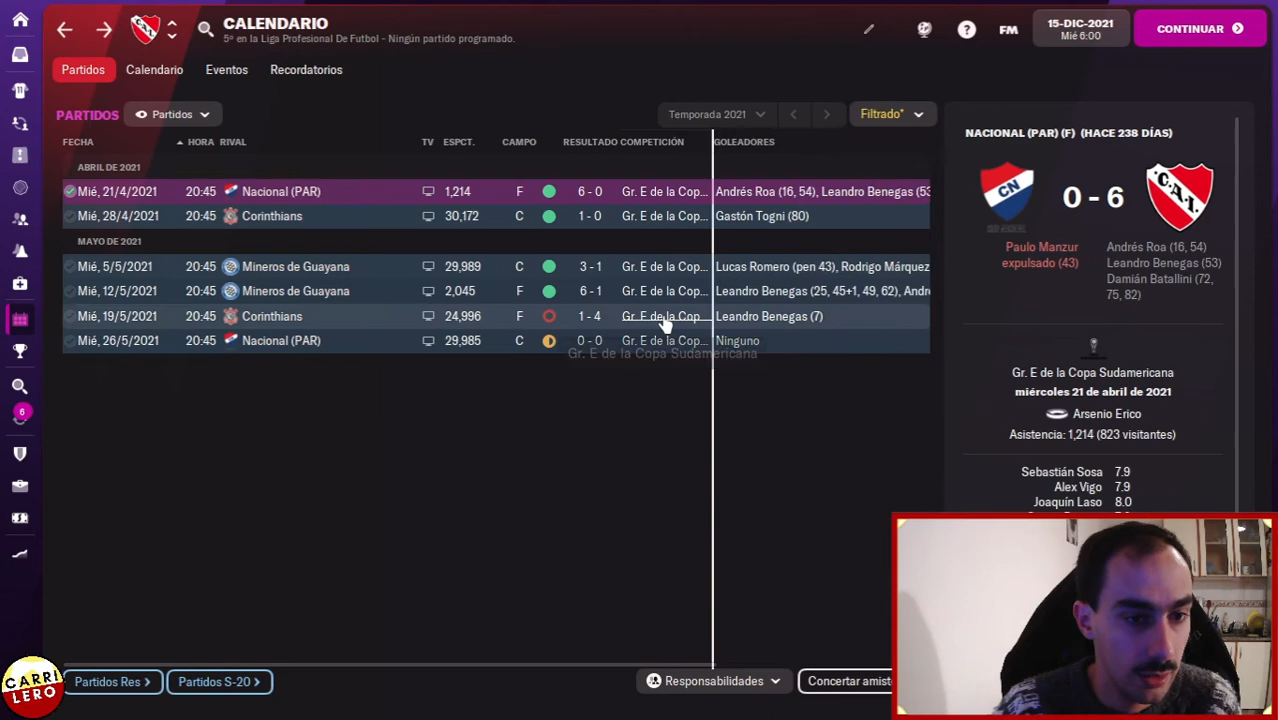 CALENDARIO
5º en la Liga Profesional De Futbol - Ningún partido programado.
FM
15-DIC-2021
Mié 6:00
CONTINUAR
Partidos Calendario Eventos Recordatorios
PARTIDOS Partidos Temporada 2021 Filtrado*
FECHA HORA RIVAL TV ESPCT. CAMPO RESULTADO COMPETICIÓN GOLEADORES
ABRIL DE 2021
Mié, 21/4/2021 20:45 Nacional (PAR) 1,214 F 6 - 0 Gr. E de la Cop... Andrés Roa (16, 54), Leandro Benegas (53
Mié, 28/4/2021 20:45 Corinthians 30,172 C 1 - 0 Gr. E de la Cop... Gastón Togni (80)
MAYO DE 2021
Mié, 5/5/2021 20:45 Mineros de Guayana 29,989 C 3 - 1 Gr. E de la Cop... Lucas Romero (pen 43), Rodrigo Márquez
Mié, 12/5/2021 20:45 Mineros de Guayana 2,045 F 6 - 1 Gr. E de la Cop... Leandro Benegas (25, 45+1, 49, 62), Andre
Mié, 19/5/2021 20:45 Corinthians 24,996 F 1 - 4 Gr. E de la Cop... Leandro Benegas (7)
Mié, 26/5/2021 20:45 Nacional (PAR) 29,985 C 0 - 0 Gr. E de la Cop... Ninguno
Gr. E de la Copa Sudamericana
NACIONAL (PAR) (F) (HACE 238 DÍAS)
CN
C.A.I.
0 - 6
Paulo Manzur
expulsado (43)
Andrés Roa (16, 54)
Leandro Benegas (53)
Damián Batallini (72,
75, 82)
Gr. E de la Copa Sudamericana
miércoles 21 de abril de 2021
Arsenio Erico
Asistencia: 1,214 (823 visitantes)
Sebastián Sosa 7.9
Alex Vigo 7.9
Joaquín Laso 8.0
6
Partidos Res Partidos S-20 Responsabilidades Concertar amist
CARRI
LERO